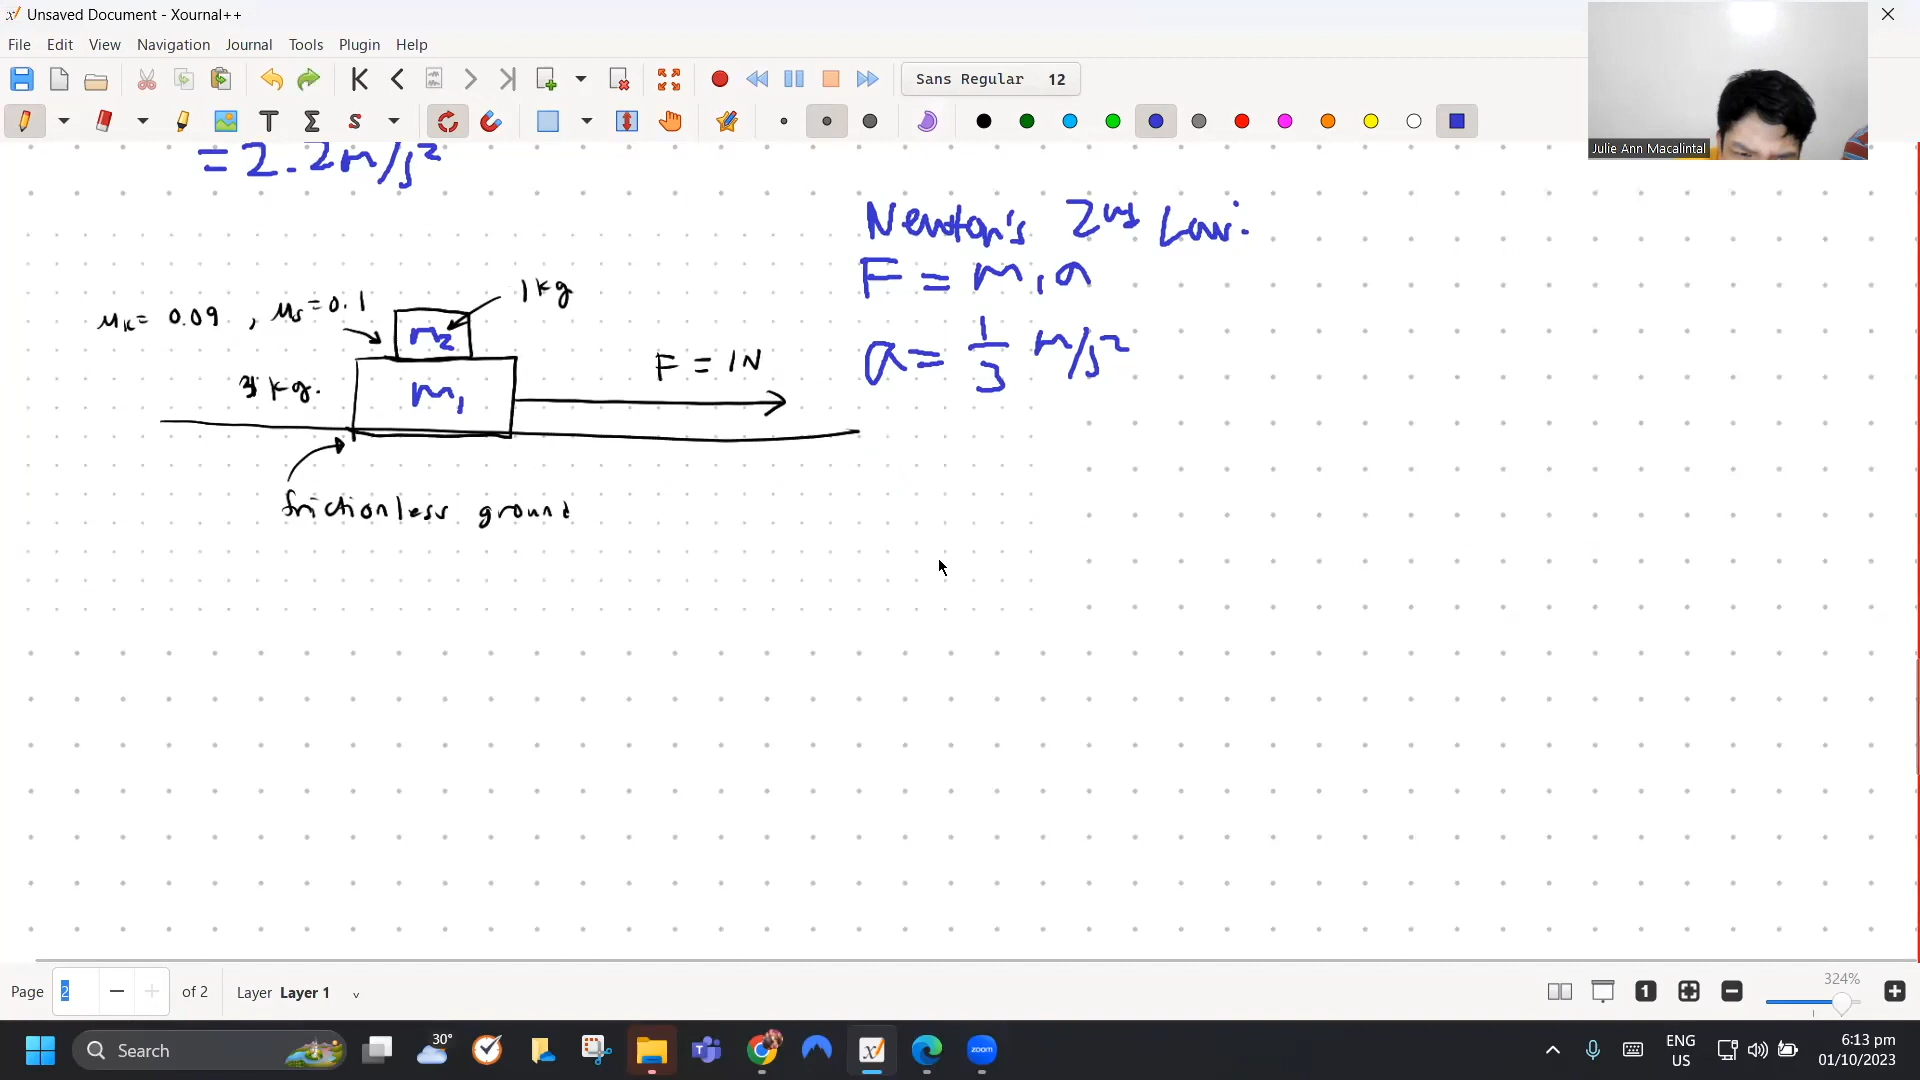 Unsaved Document - Xournal++
File Edit View Navigation Journal Tools Plugin Help
Sans Regular 12
Julie Ann Macalintal
= 2.2 m/s²
Newton's 2nd Law:
F = m₁a
a = 1/3 m/s²
μk = 0.09 , μs = 0.1
1 kg
m₂
F = 1N
3 kg.
m₁
frictionless ground
Page 2 of 2 Layer Layer 1
324%
1
30°
Search
zoom
ENG
US
6:13 pm
01/10/2023